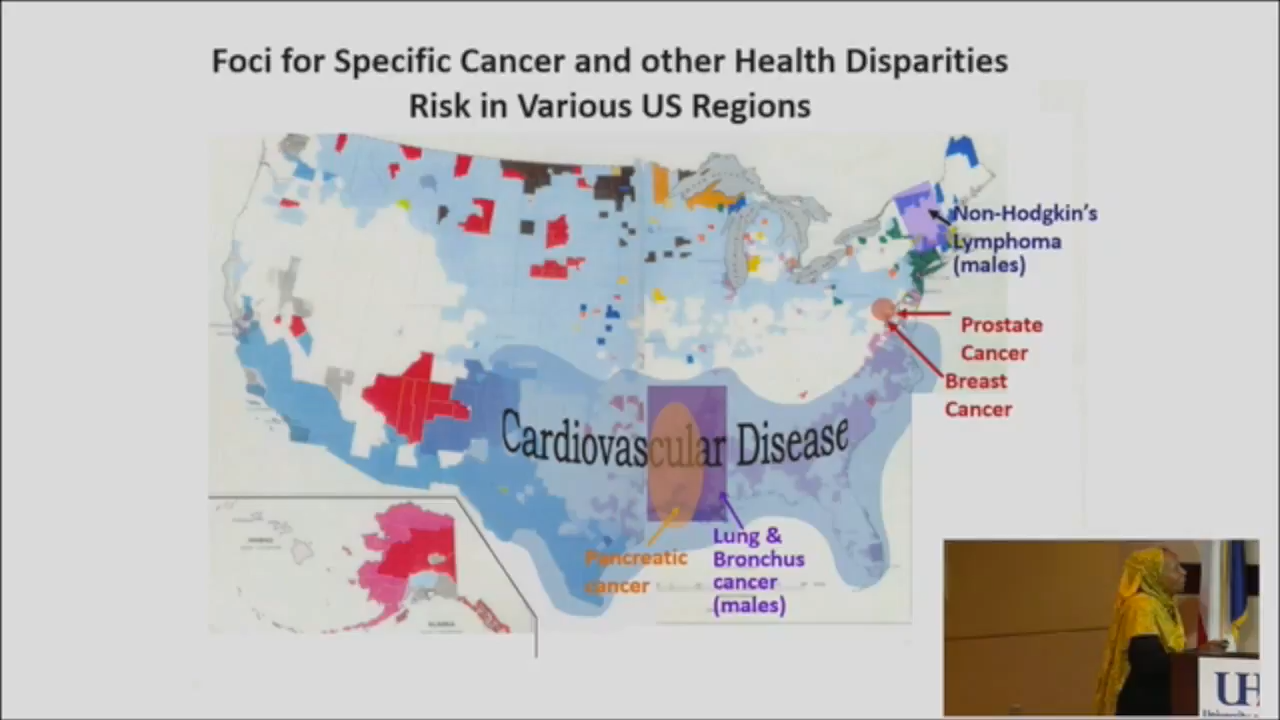 Foci for Specific Cancer and other Health Disparities
Risk in Various US Regions
Non-Hodgkin's
Lymphoma
(males)
Prostate
Cancer
Breast
Cancer
Cardiovascular Disease
Pancreatic
cancer
Lung &
Bronchus
cancer
(males)
UH